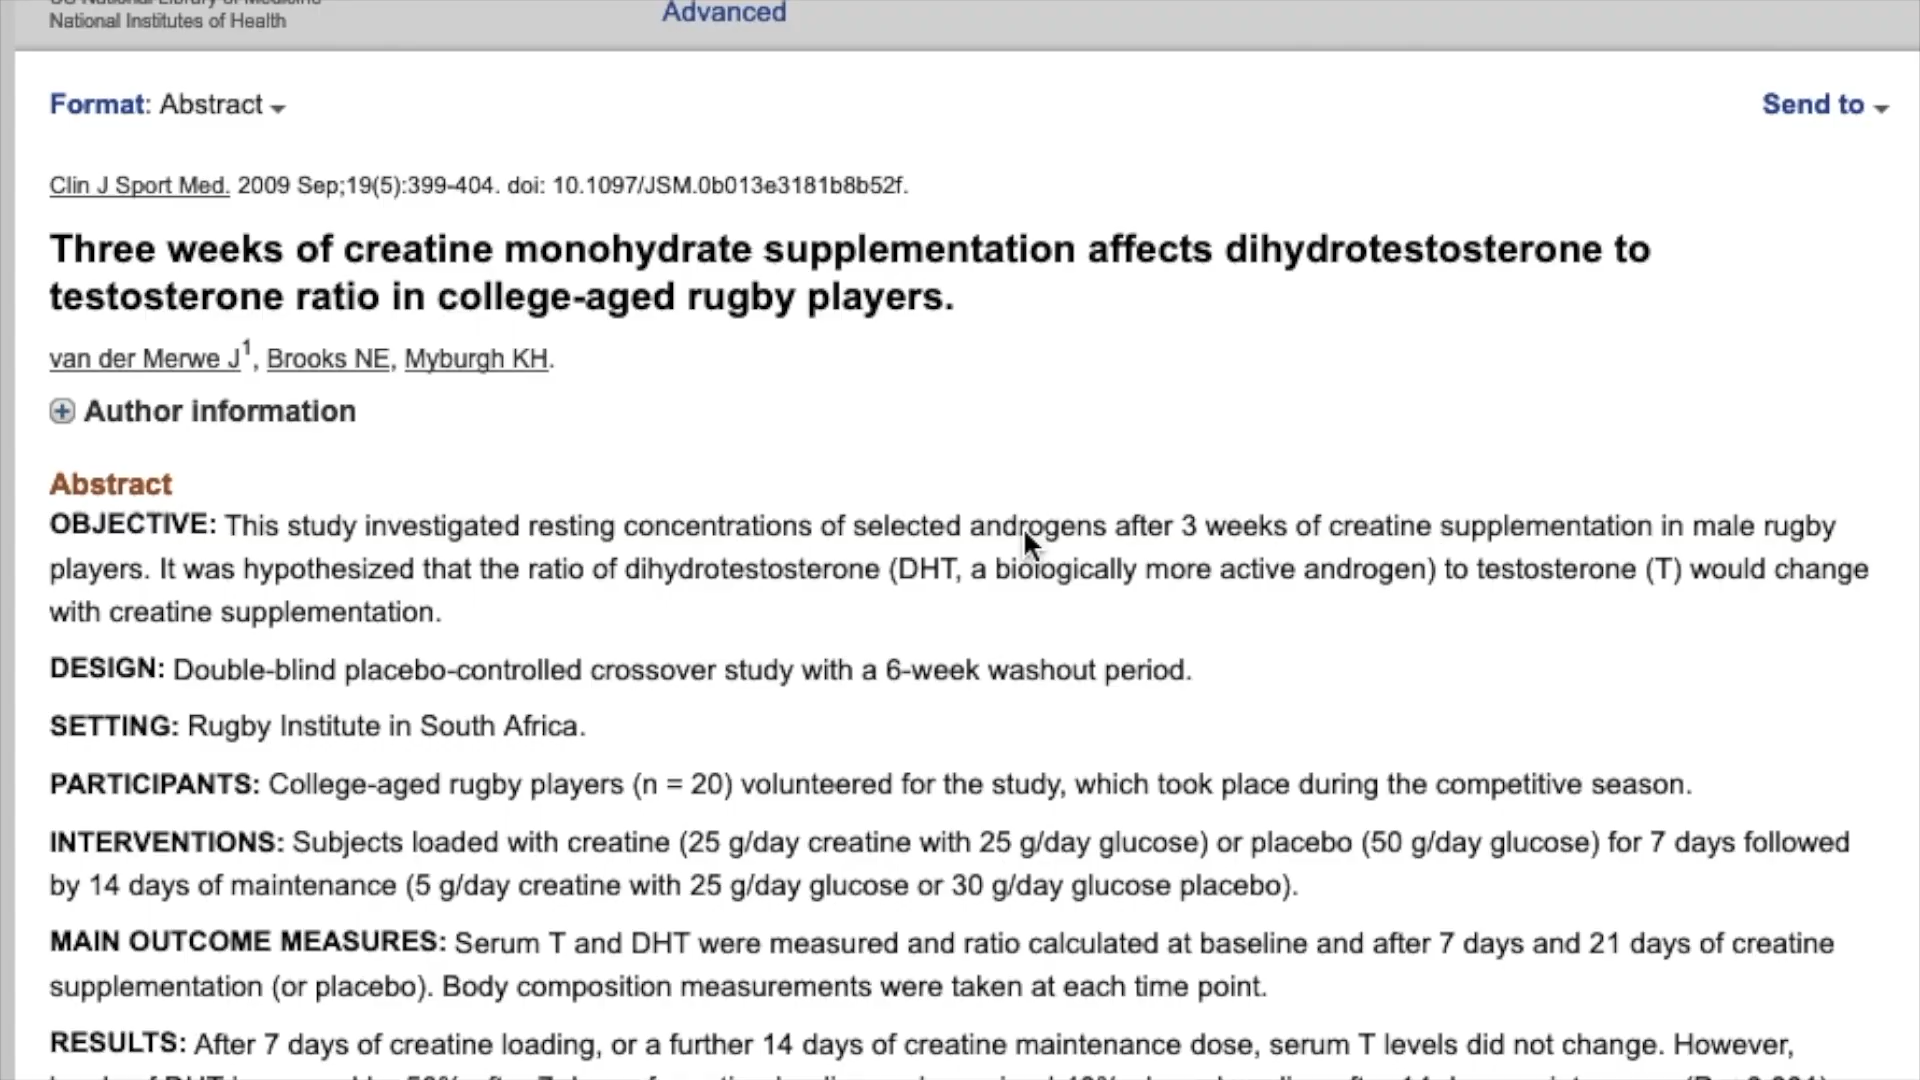 National Institutes of Health
Advanced
Format: Abstract
Send to
Clin J Sport Med. 2009 Sep;19(5):399-404. doi: 10.1097/JSM.0b013e3181b8b52f.
Three weeks of creatine monohydrate supplementation affects dihydrotestosterone to
testosterone ratio in college-aged rugby players.
van der Merwe J1, Brooks NE, Myburgh KH.
Author information
Abstract
OBJECTIVE: This study investigated resting concentrations of selected androgens after 3 weeks of creatine supplementation in male rugby
players. It was hypothesized that the ratio of dihydrotestosterone (DHT, a biologically more active androgen) to testosterone (T) would change
with creatine supplementation.
DESIGN: Double-blind placebo-controlled crossover study with a 6-week washout period.
SETTING: Rugby Institute in South Africa.
PARTICIPANTS: College-aged rugby players (n = 20) volunteered for the study, which took place during the competitive season.
INTERVENTIONS: Subjects loaded with creatine (25 g/day creatine with 25 g/day glucose) or placebo (50 g/day glucose) for 7 days followed
by 14 days of maintenance (5 g/day creatine with 25 g/day glucose or 30 g/day glucose placebo).
MAIN OUTCOME MEASURES: Serum T and DHT were measured and ratio calculated at baseline and after 7 days and 21 days of creatine
supplementation (or placebo). Body composition measurements were taken at each time point.
RESULTS: After 7 days of creatine loading, or a further 14 days of creatine maintenance dose, serum T levels did not change. However,